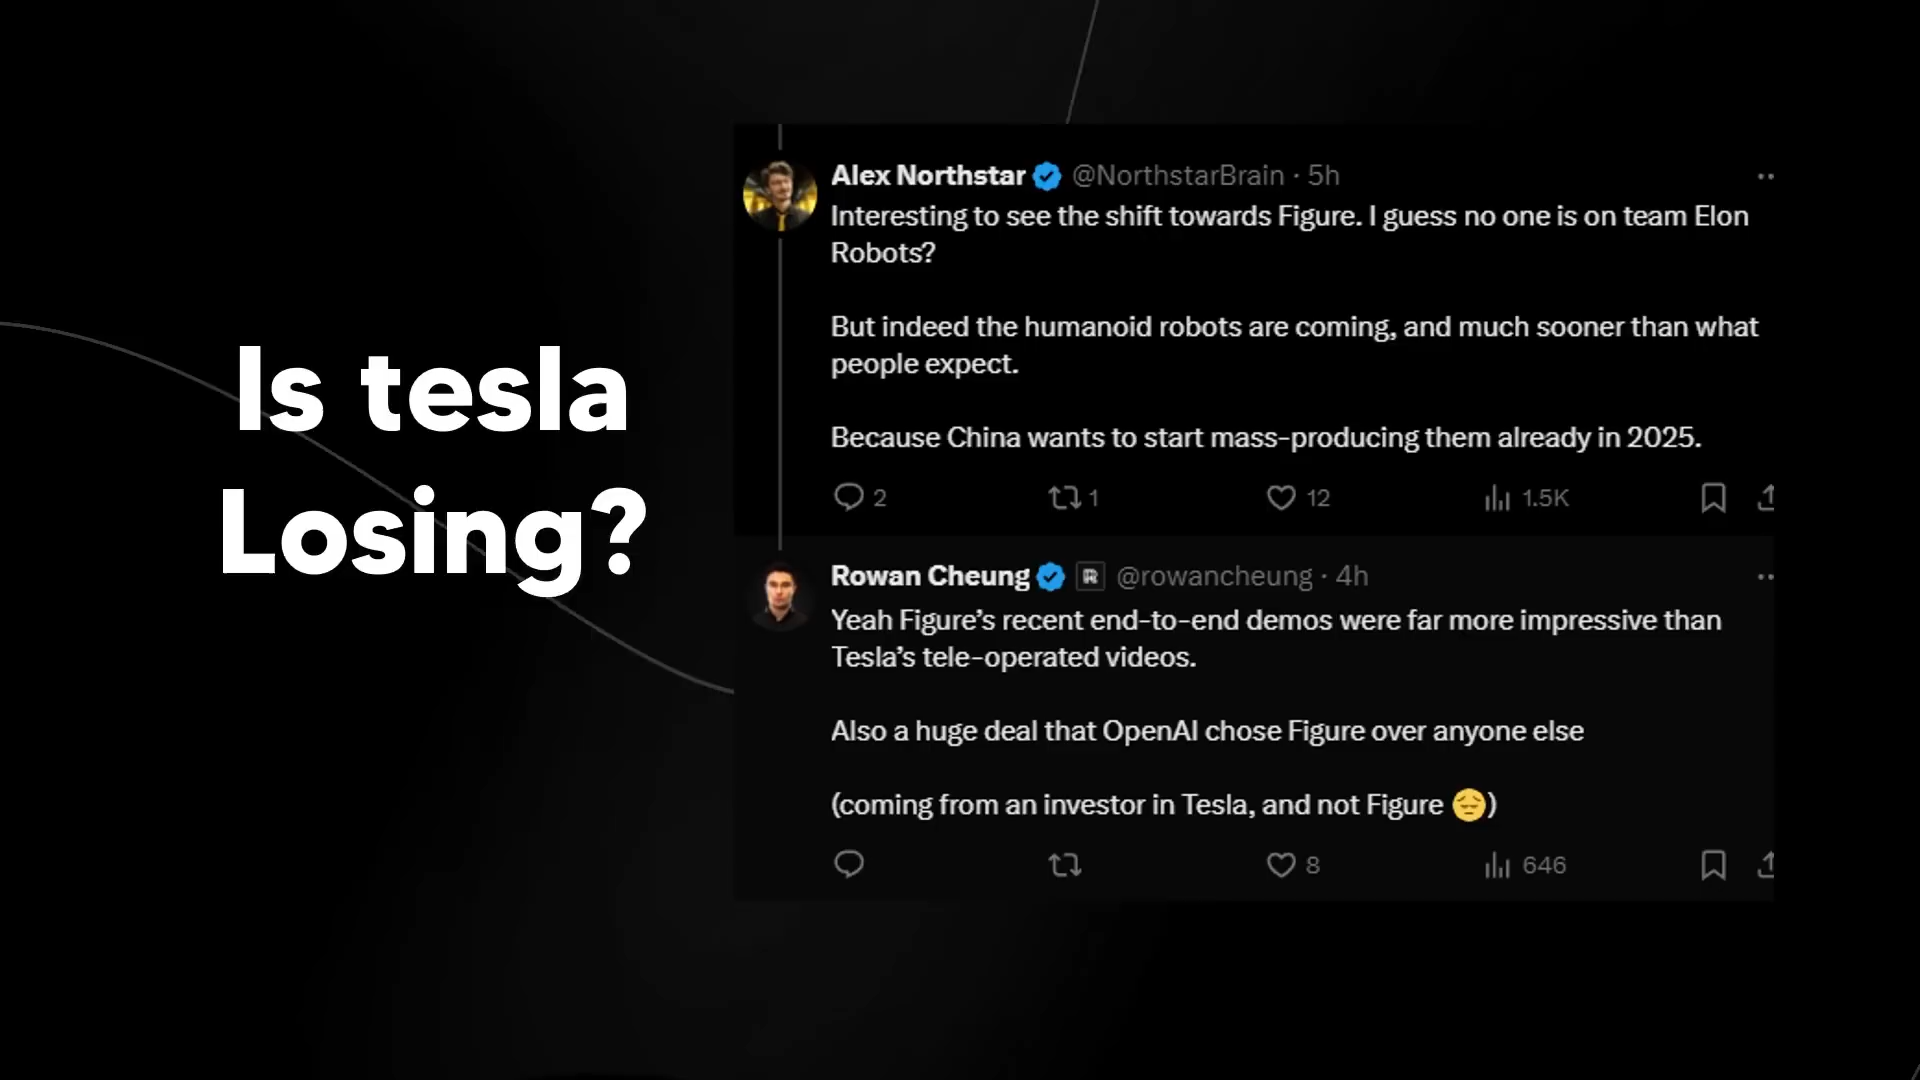 Is tesla
Losing?
Alex Northstar @NorthstarBrain · 5h
Interesting to see the shift towards Figure. I guess no one is on team Elon
Robots?
But indeed the humanoid robots are coming, and much sooner than what
people expect.
Because China wants to start mass-producing them already in 2025.
2 1 12 1.5K
Rowan Cheung R @rowancheung · 4h
Yeah Figure’s recent end-to-end demos were far more impressive than
Tesla’s tele-operated videos.
Also a huge deal that OpenAI chose Figure over anyone else
(coming from an investor in Tesla, and not Figure 😔)
8 646